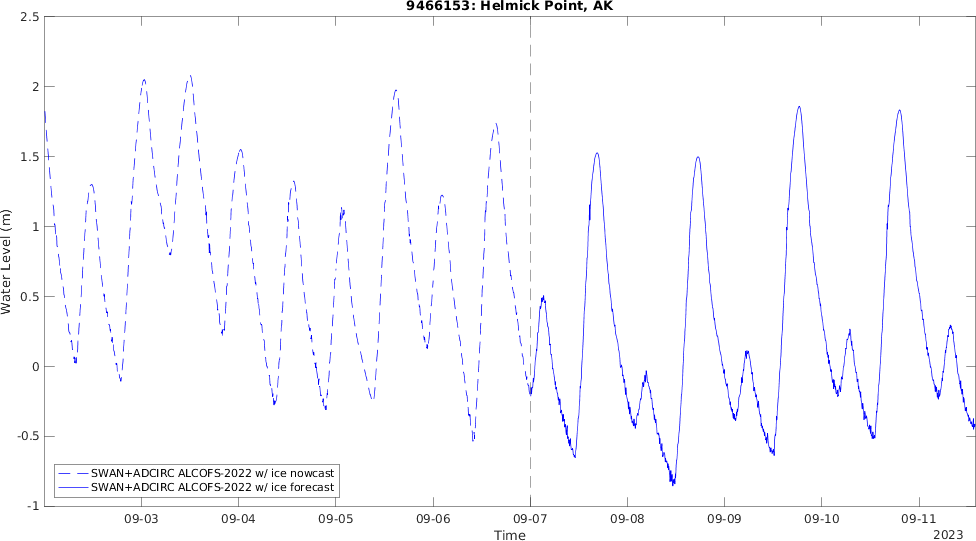 9466153: Helmick Point, AK
2.5
2
1.5
1
0.5
0
-0.5
-1
Water Level (m)
SWAN+ADCIRC ALCOFS-2022 w/ ice nowcast
SWAN+ADCIRC ALCOFS-2022 w/ ice forecast
09-03 09-04 09-05 09-06 09-07 09-08 09-09 09-10 09-11
Time
2023